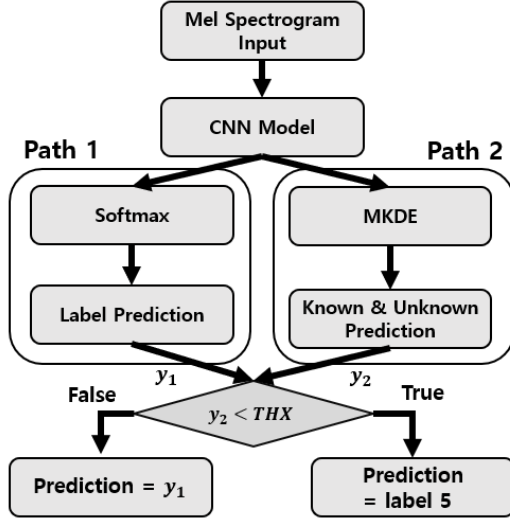 Mel Spectrogram
Input
CNN Model
Path 1
Path 2
Softmax
MKDE
Label Prediction
Known & Unknown
Prediction
y₁
y₂
False
True
y₂ < THX
Prediction = y₁
Prediction
= label 5